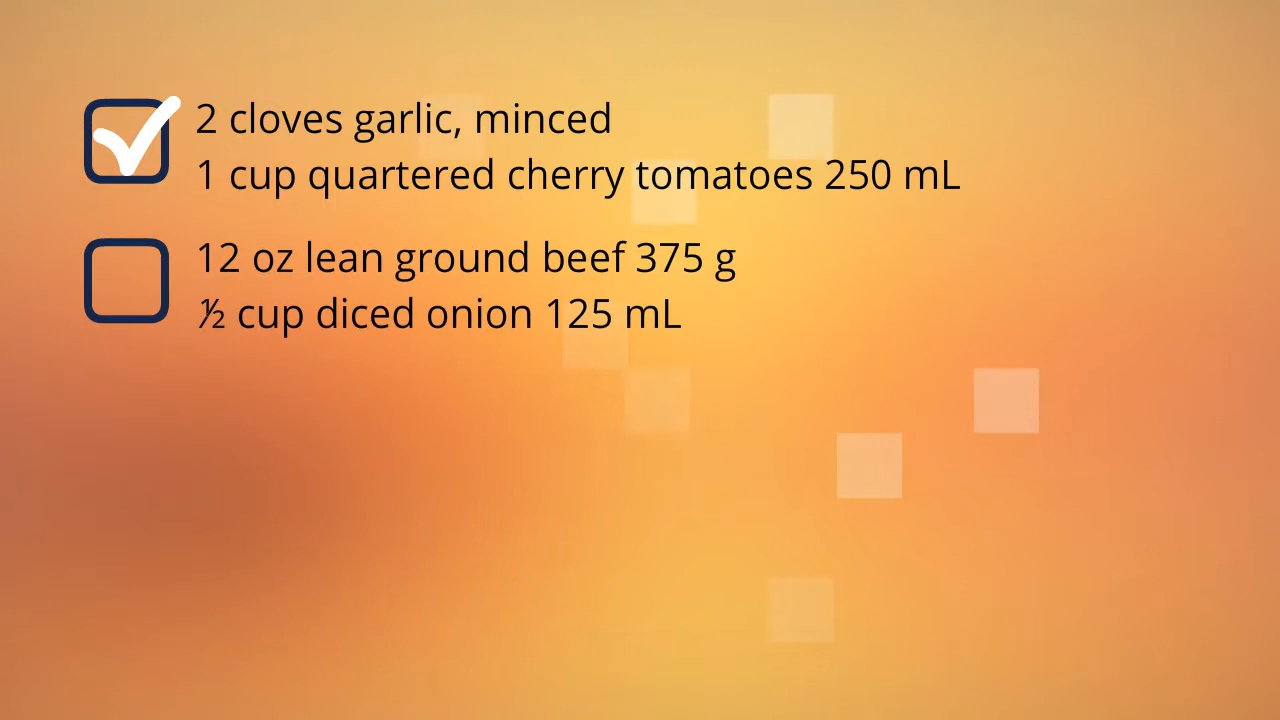 2 cloves garlic, minced
1 cup quartered cherry tomatoes 250 mL
12 oz lean ground beef 375 g
½ cup diced onion 125 mL